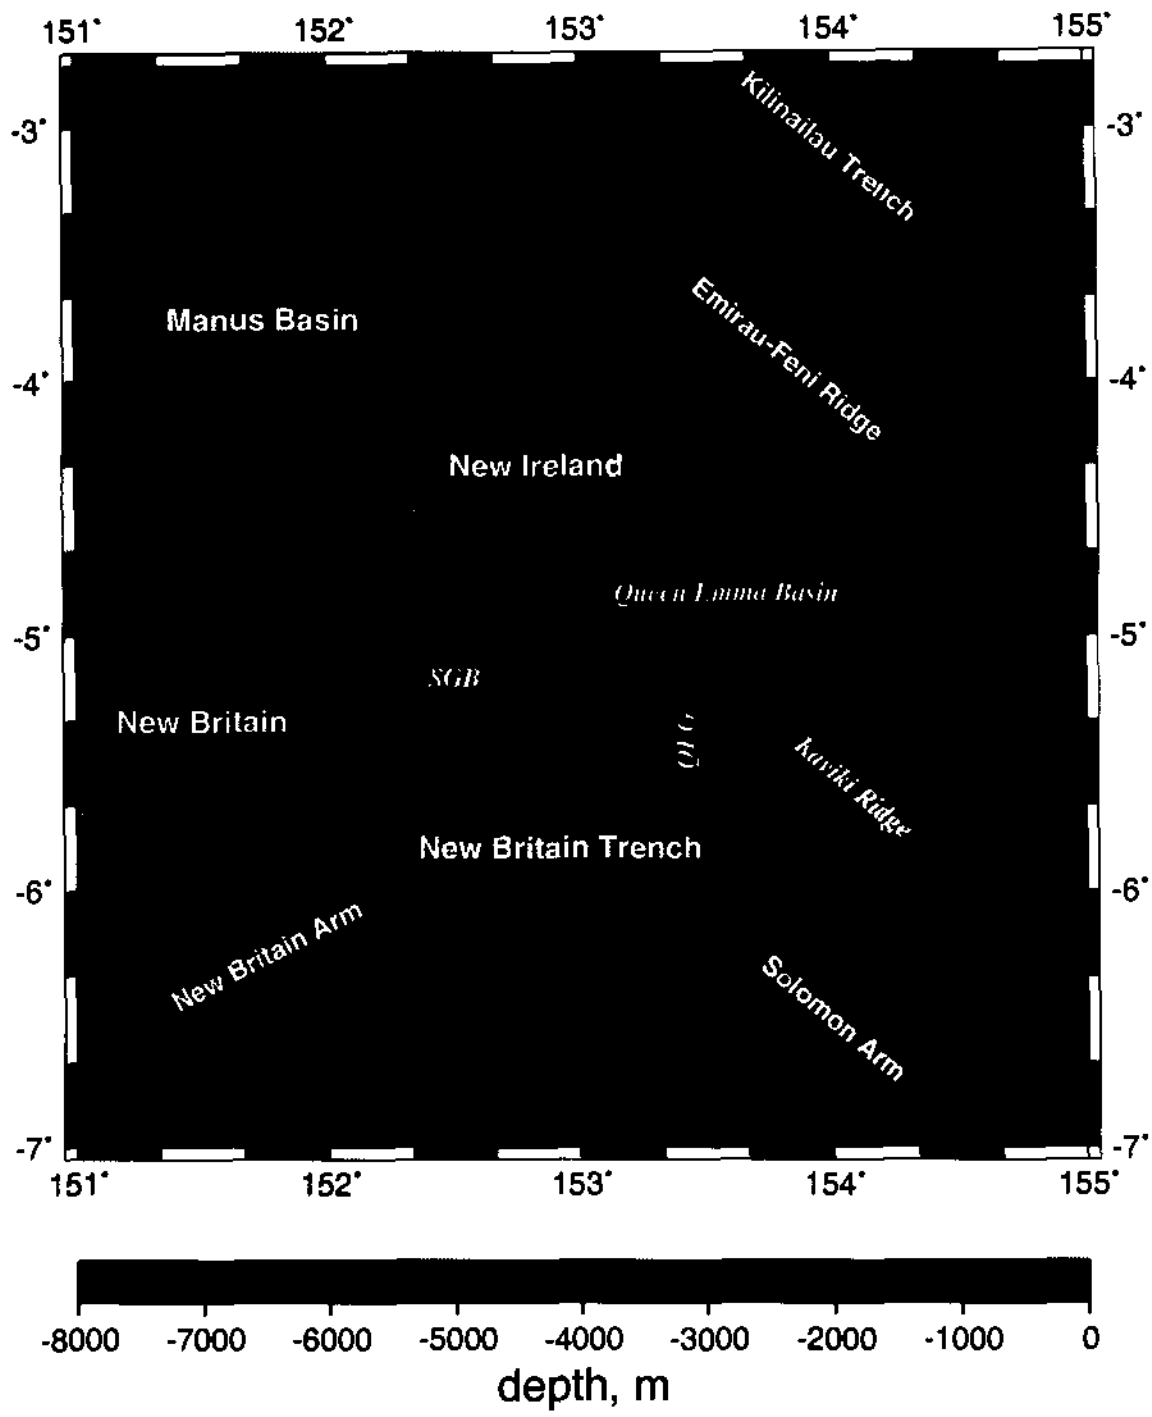 151° 152° 153° 154° 155°
Kilinailau Trench
-3° -3°
Emirau-Feni Ridge
Manus Basin
-4° -4°
New Ireland
Queen Emma Basin
-5° -5°
SGB
New Britain
Kaviki Ridge
New Britain Trench
-6° -6°
New Britain Arm
Solomon Arm
-7° -7°
151° 152° 153° 154° 155°
-8000 -7000 -6000 -5000 -4000 -3000 -2000 -1000 0
depth, m